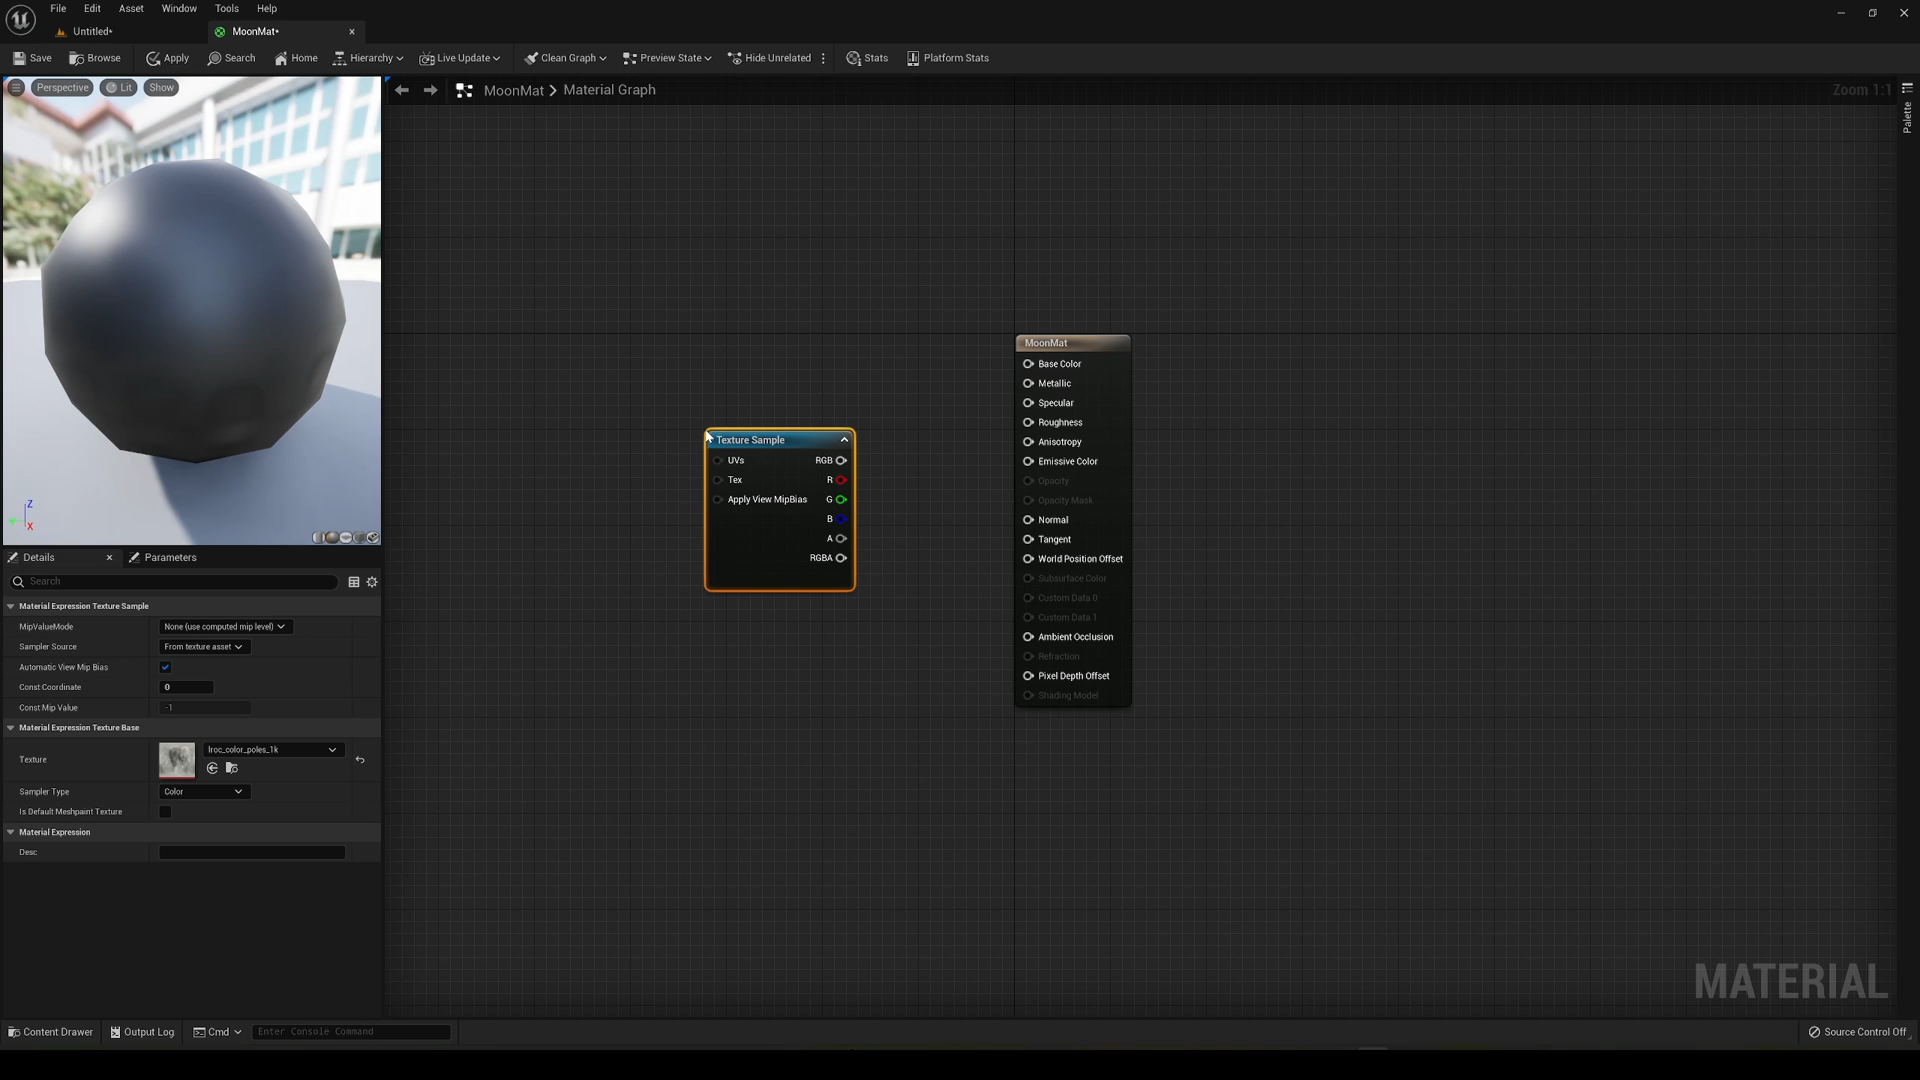 File Edit Asset Window Tools Help
Untitled*
MoonMat*
Save Browse Apply Search Home Hierarchy Live Update Clean Graph Preview State Hide Unrelated Stats Platform Stats
Perspective Lit Show
MoonMat > Material Graph
Zoom 1:1
Palette
Z
X
MoonMat
Base Color
Metallic
Specular
Roughness
Anisotropy
Emissive Color
Opacity
Opacity Mask
Normal
Tangent
World Position Offset
Subsurface Color
Custom Data 0
Custom Data 1
Ambient Occlusion
Refraction
Pixel Depth Offset
Shading Model
Texture Sample
UVs RGB
Tex R
Apply View MipBias G
B
A
RGBA
Details Parameters
Search
Material Expression Texture Sample
MipValueMode None (use computed mip level)
Sampler Source From texture asset
Automatic View Mip Bias
Const Coordinate 0
Const Mip Value -1
Material Expression Texture Base
Texture lroc_color_poles_1k
Sampler Type Color
Is Default Meshpaint Texture
Material Expression
Desc
MATERIAL
Content Drawer Output Log Cmd Enter Console Command Source Control Off